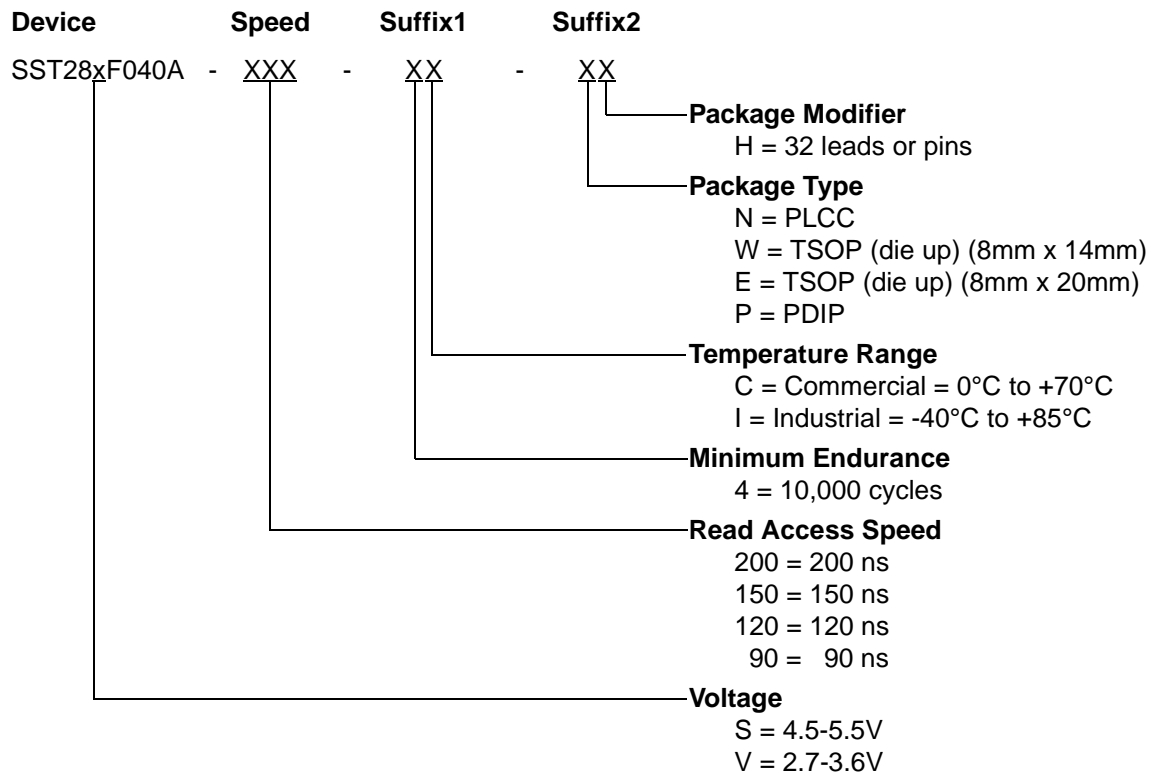 Device Speed Suffix1 Suffix2
SST28xF040A - XXX - XX - XX
Package Modifier
H = 32 leads or pins
Package Type
N = PLCC
W = TSOP (die up) (8mm x 14mm)
E = TSOP (die up) (8mm x 20mm)
P = PDIP
Temperature Range
C = Commercial = 0°C to +70°C
I = Industrial = -40°C to +85°C
Minimum Endurance
4 = 10,000 cycles
Read Access Speed
200 = 200 ns
150 = 150 ns
120 = 120 ns
90 = 90 ns
Voltage
S = 4.5-5.5V
V = 2.7-3.6V